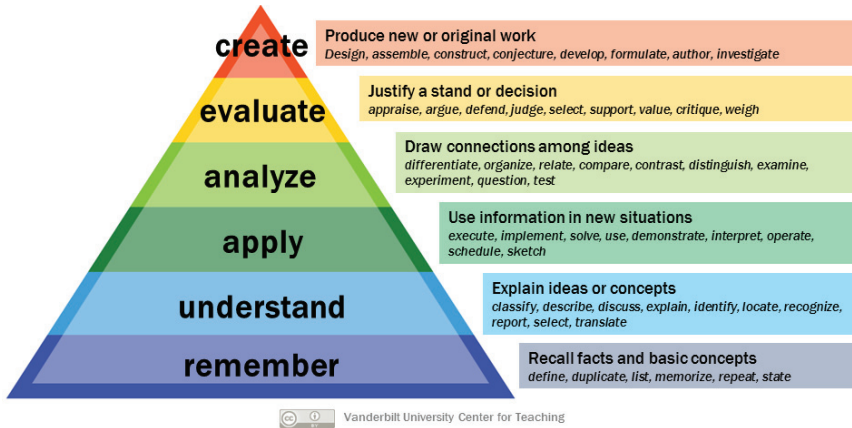 create
Produce new or original work
Design, assemble, construct, conjecture, develop, formulate, author, investigate
evaluate
Justify a stand or decision
appraise, argue, defend, judge, select, support, value, critique, weigh
analyze
Draw connections among ideas
differentiate, organize, relate, compare, contrast, distinguish, examine,
experiment, question, test
apply
Use information in new situations
execute, implement, solve, use, demonstrate, interpret, operate,
schedule, sketch
understand
Explain ideas or concepts
classify, describe, discuss, explain, identify, locate, recognize,
report, select, translate
remember
Recall facts and basic concepts
define, duplicate, list, memorize, repeat, state
cc
BY
Vanderbilt University Center for Teaching